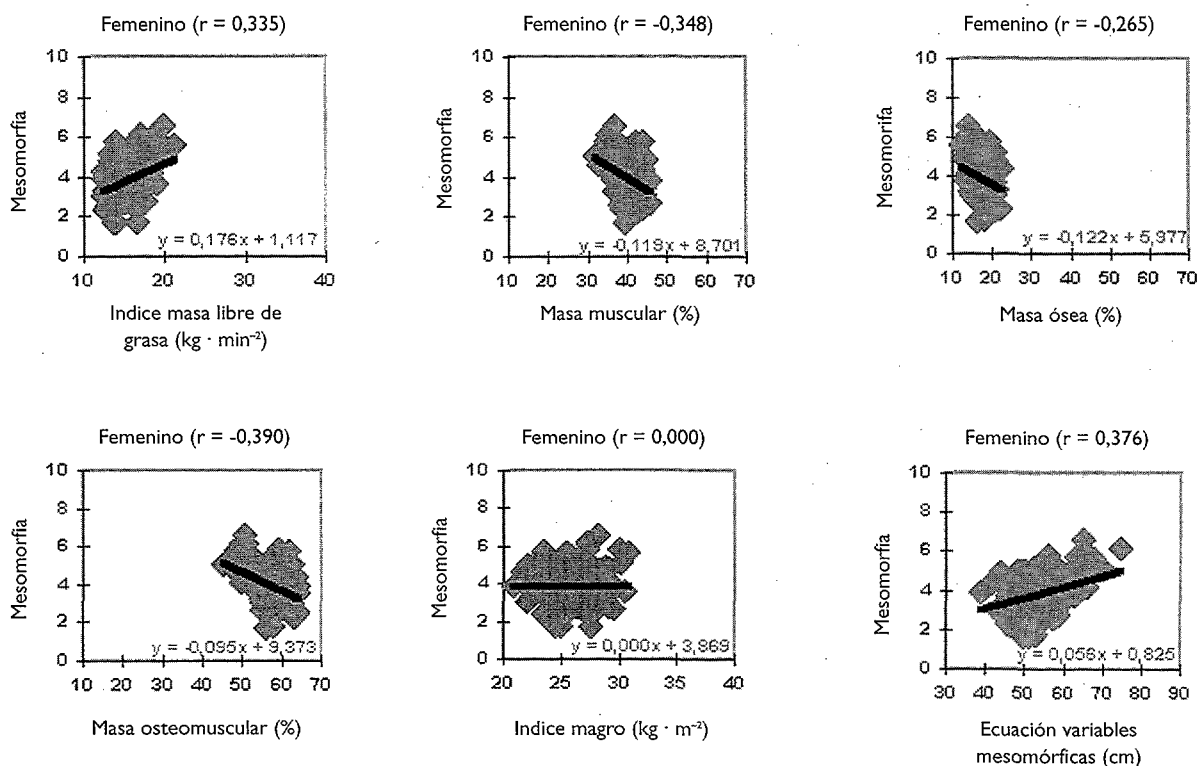 Femenino (r = 0,335)
Mesomorfia
10
8
6
4
2
0
y = 0,176x + 1,117
10 20 30 40
Indice masa libre de
grasa (kg · min⁻²)
Femenino (r = -0,348)
Mesomorfia
10
8
6
4
2
0
y = -0,119x + 8,701
10 20 30 40 50 60 70
Masa muscular (%)
Femenino (r = -0,265)
Mesomorifa
10
8
6
4
2
0
y = -0,122x + 5,977
10 20 30 40 50 60 70
Masa ósea (%)
Femenino (r = -0,390)
Mesomorfia
10
8
6
4
2
0
y = -0,095x + 9,373
10 20 30 40 50 60 70
Masa osteomuscular (%)
Femenino (r = 0,000)
Mesomorfia
10
8
6
4
2
0
y = 0,000x + 3,869
20 25 30 35 40
Indice magro (kg · m⁻²)
Femenino (r = 0,376)
Mesomorfia
10
8
6
4
2
0
y = 0,056x + 0,825
30 40 50 60 70 80 90
Ecuación variables
mesomórficas (cm)